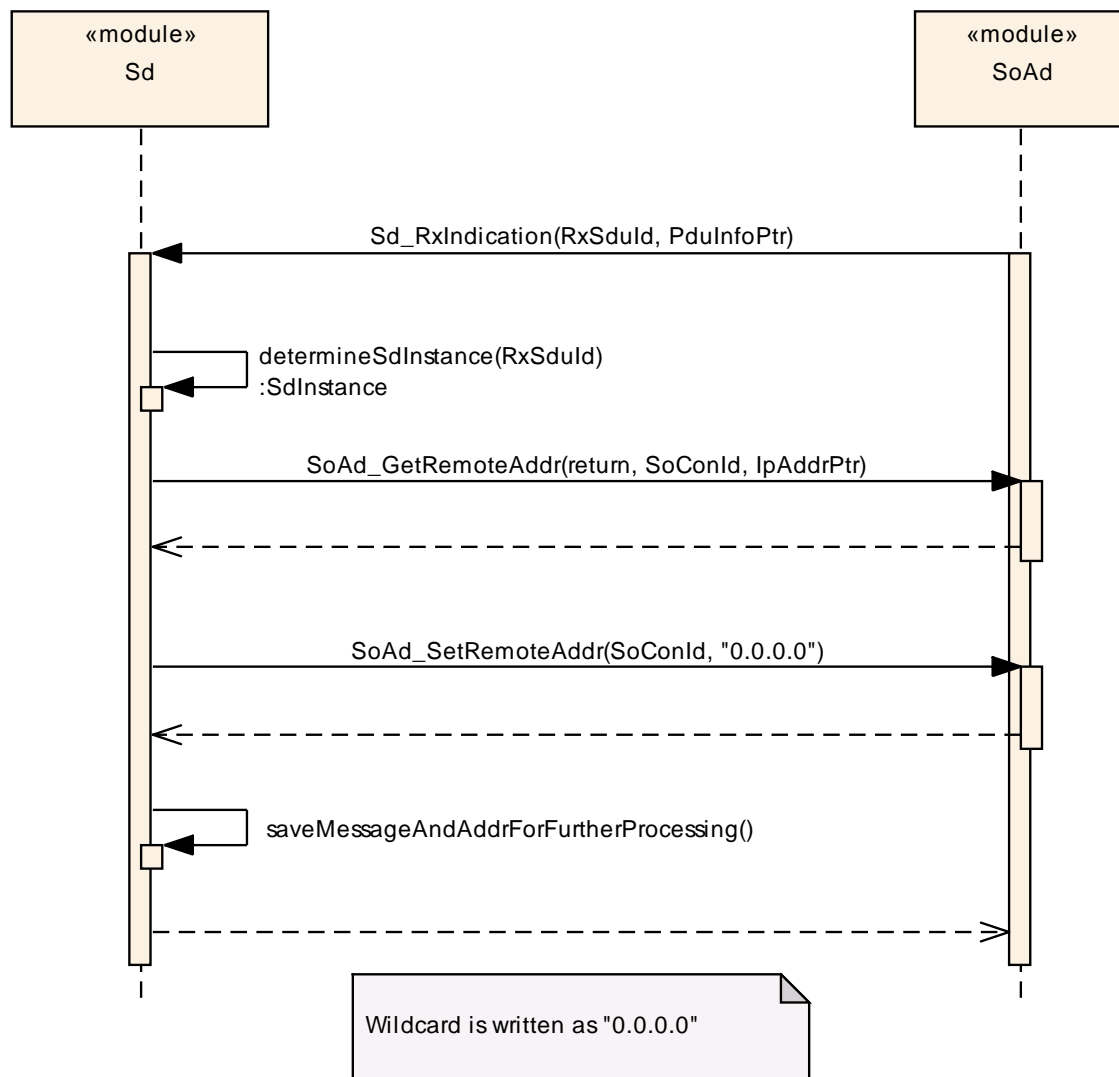 «module»
Sd
«module»
SoAd
Sd_RxIndication(RxSduId, PduInfoPtr)
determineSdInstance(RxSduId)
:SdInstance
SoAd_GetRemoteAddr(return, SoConId, IpAddrPtr)
SoAd_SetRemoteAddr(SoConId, "0.0.0.0")
saveMessageAndAddrForFurtherProcessing()
Wildcard is written as "0.0.0.0"